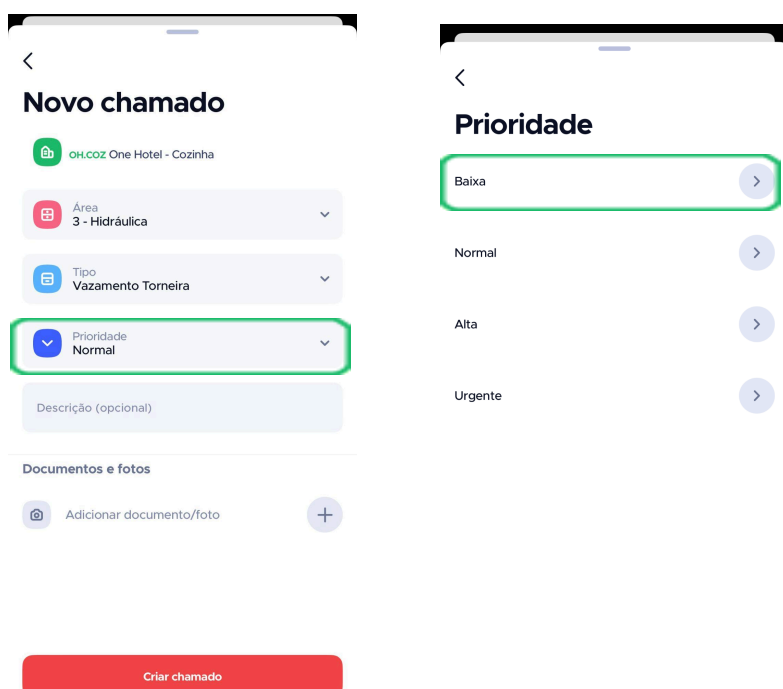 Novo chamado
OH.COZ One Hotel - Cozinha
Área
3 - Hidráulica
Tipo
Vazamento Torneira
Prioridade
Normal
Descrição (opcional)
Documentos e fotos
Adicionar documento/foto
Criar chamado
Prioridade
Baixa
Normal
Alta
Urgente